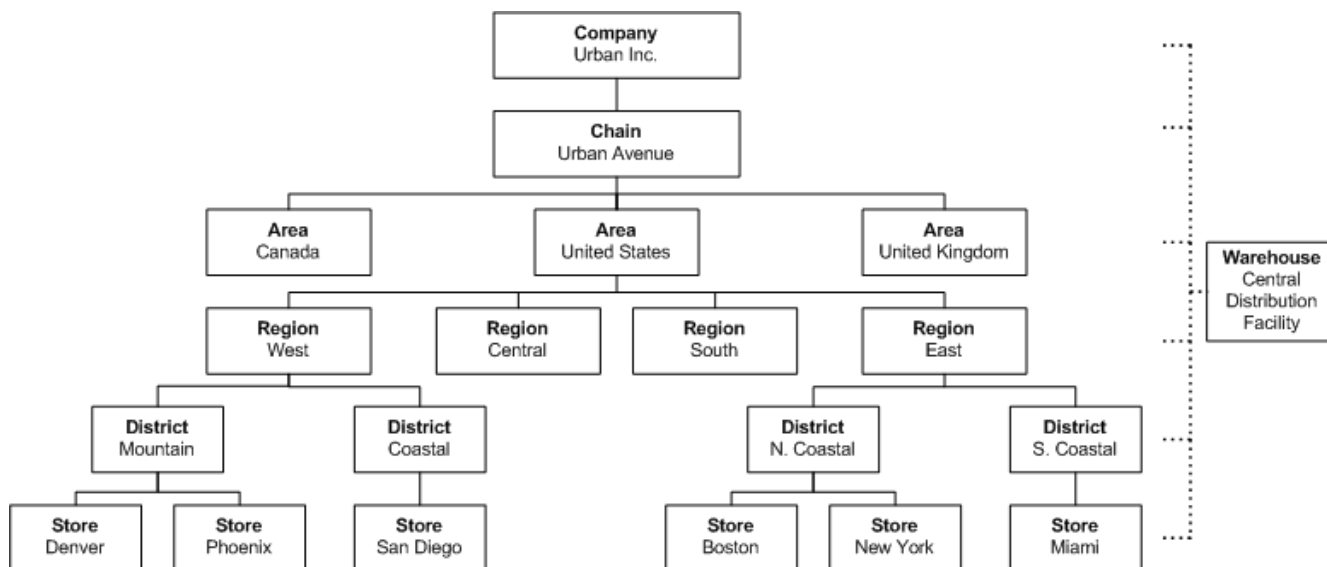 Company
Urban Inc.
Chain
Urban Avenue
Area
Canada
Area
United States
Area
United Kingdom
Warehouse
Central
Distribution
Facility
Region
West
Region
Central
Region
South
Region
East
District
Mountain
District
Coastal
District
N. Coastal
District
S. Coastal
Store
Denver
Store
Phoenix
Store
San Diego
Store
Boston
Store
New York
Store
Miami